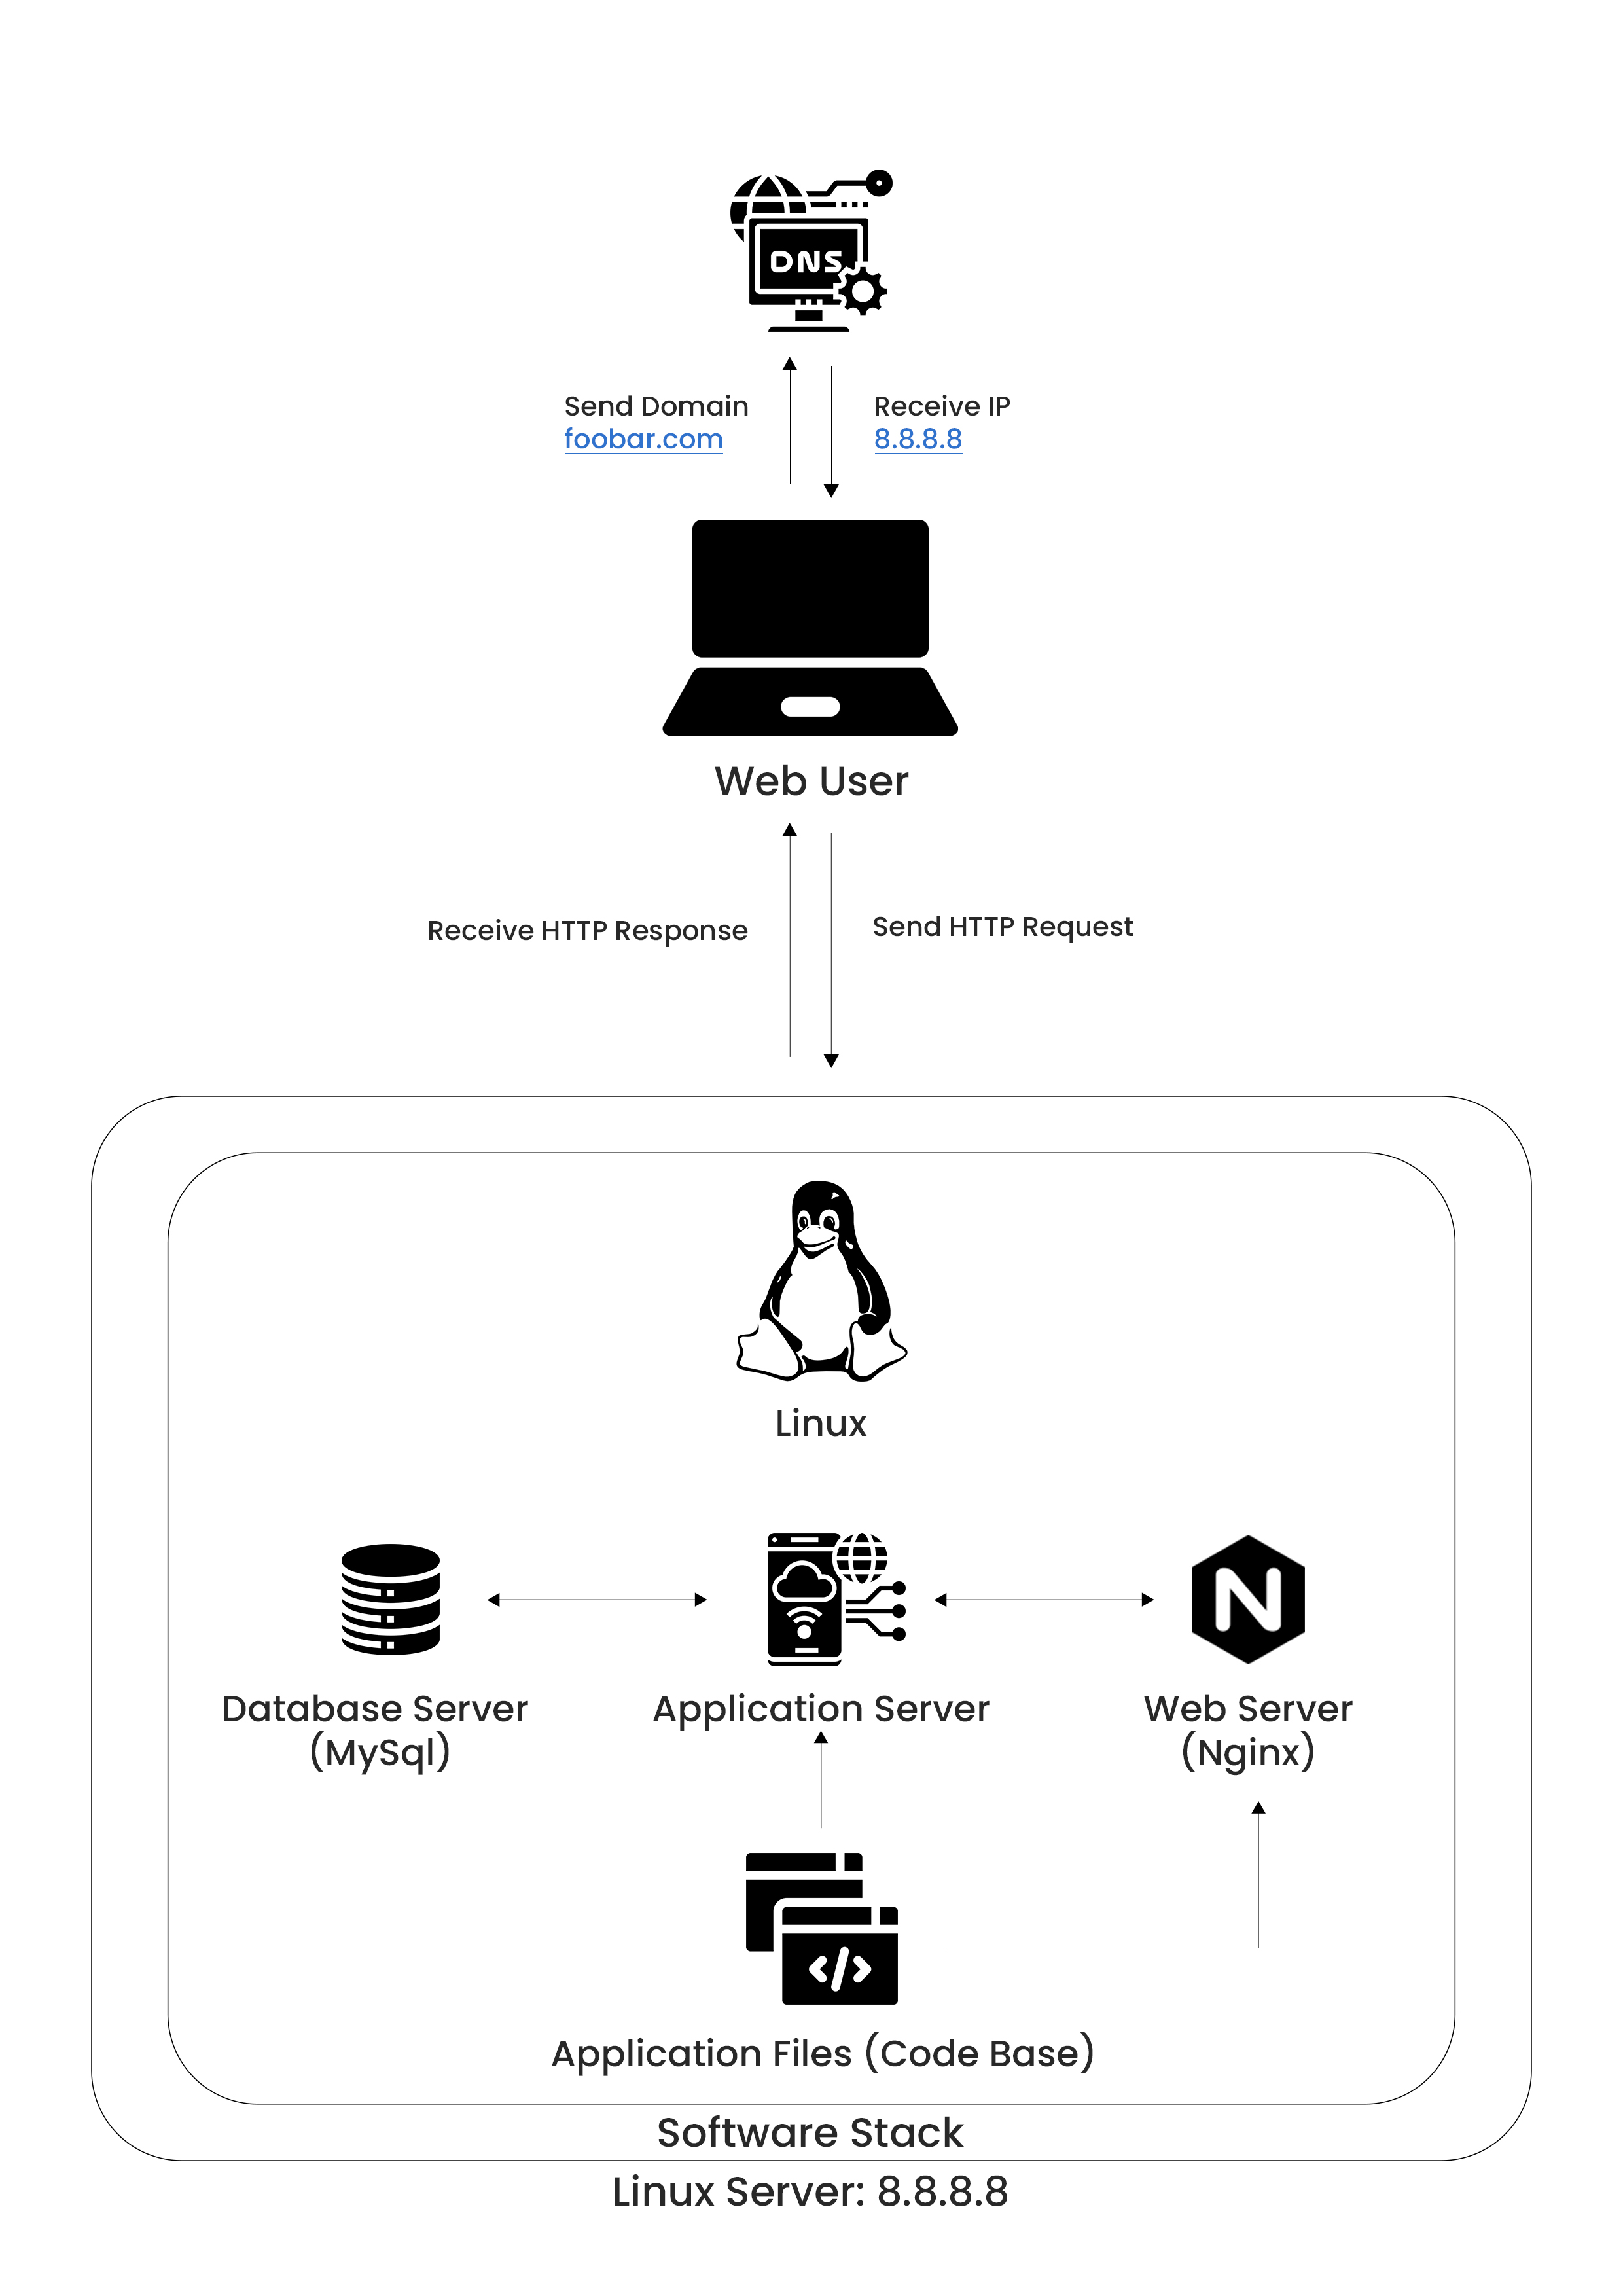 DNS
Send Domain
foobar.com
Receive IP
8.8.8.8
Web User
Receive HTTP Response
Send HTTP Request
Linux
N
Database Server
(MySql)
Application Server
Web Server
(Nginx)
</>
Application Files (Code Base)
Software Stack
Linux Server: 8.8.8.8